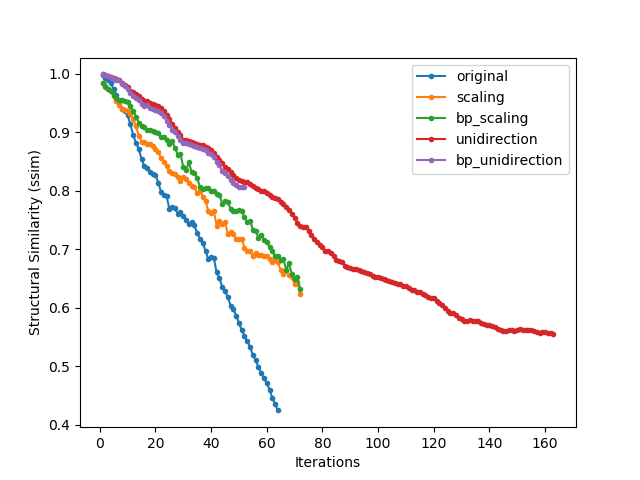 original
scaling
bp_scaling
unidirection
bp_unidirection
1.0
0.9
0.8
0.7
0.6
0.5
0.4
Structural Similarity (ssim)
0 20 40 60 80 100 120 140 160
Iterations